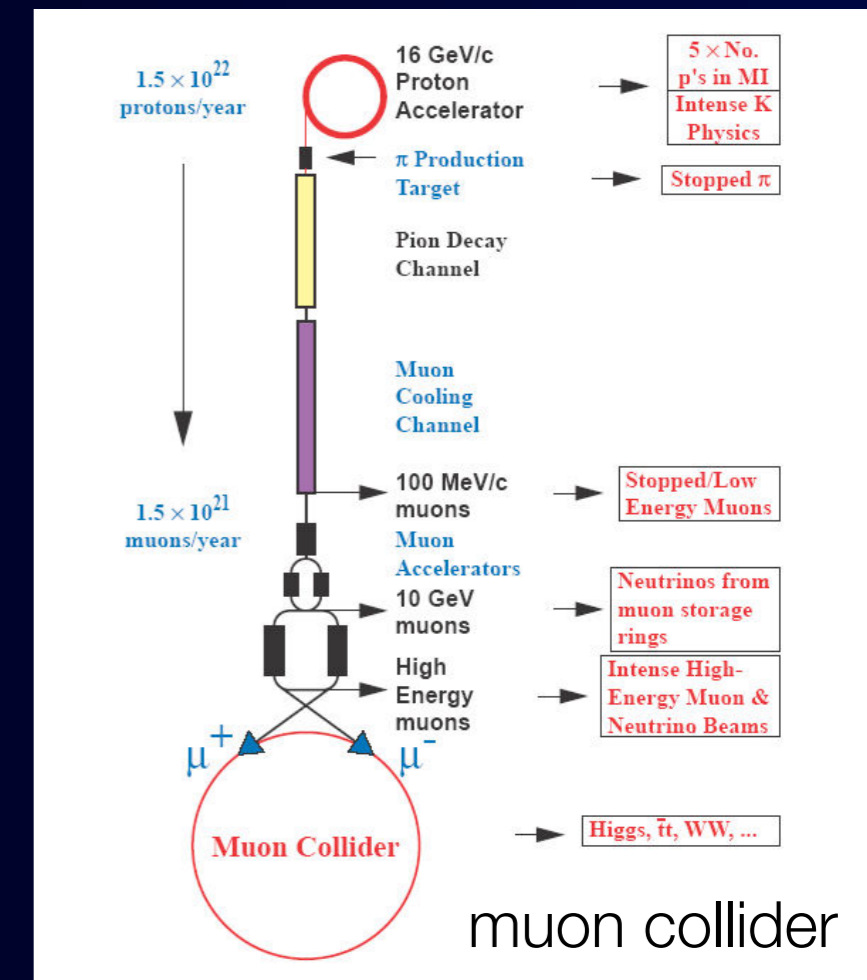 1.5 × 10²²
protons/year
16 GeV/c
Proton
Accelerator
5 × No.
p's in MI
Intense K
Physics
π Production
Target
Stopped π
Pion Decay
Channel
Muon
Cooling
Channel
1.5 × 10²¹
muons/year
100 MeV/c
muons
Stopped/Low
Energy Muons
Muon
Accelerators
10 GeV
muons
Neutrinos from
muon storage
rings
High
Energy
muons
Intense High-
Energy Muon &
Neutrino Beams
μ⁺ μ⁻
Muon Collider
Higgs, t̄t, WW, ...
muon collider